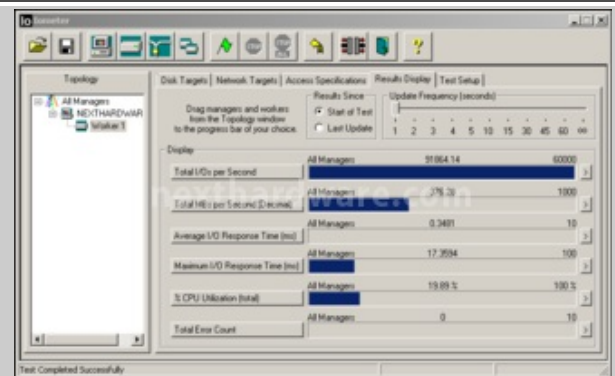 Iometer
Topology
All Managers
NEXTHARDWAR
Worker 1
Disk Targets
Network Targets
Access Specifications
Results Display
Test Setup
Drag managers and workers
from the Topology window
to the progress bar of your choice.
Results Since
Start of Test
Last Update
Update Frequency (seconds)
1 2 3 4 5 10 15 30 45 60 ∞
Display
All Managers 91864.14 60000
Total I/Os per Second
All Managers 1000
Total MBs per Second (Decimal)
All Managers 0.3481 10
Average I/O Response Time (ms)
All Managers 17.3594 100
Maximum I/O Response Time (ms)
All Managers 19.89 % 100 %
% CPU Utilization (total)
All Managers 0 10
Total Error Count
Test Completed Successfully
nexthardware.com